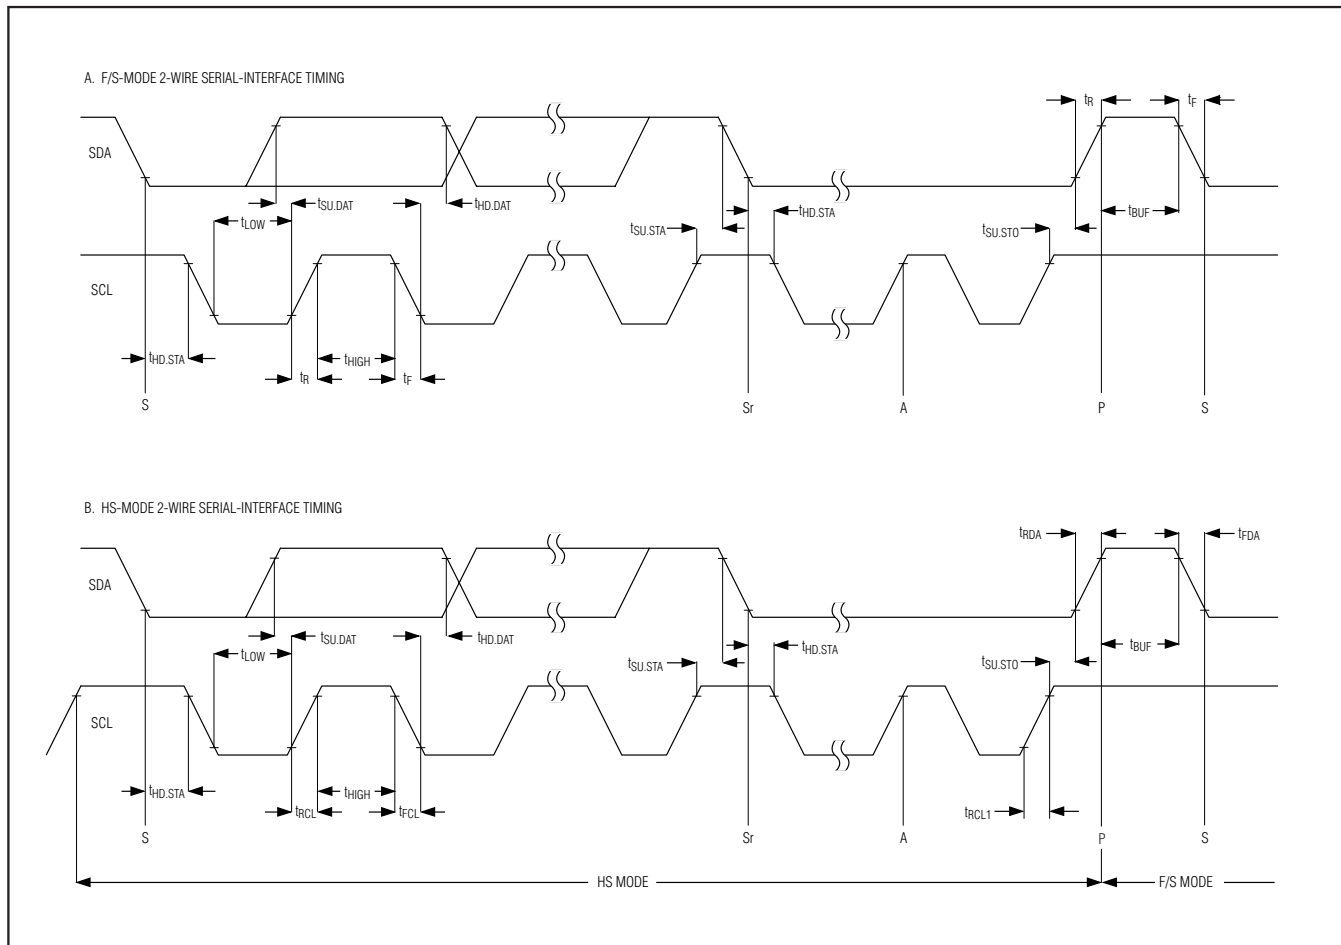 A. F/S-MODE 2-WIRE SERIAL-INTERFACE TIMING
tR
tF
SDA
tSU.DAT
tHD.DAT
tLOW
tHD.STA
tBUF
tSU.STA
tSU.STO
SCL
tHD.STA
tHIGH
tR
tF
S
Sr
A
P
S
B. HS-MODE 2-WIRE SERIAL-INTERFACE TIMING
tRDA
tFDA
SDA
tSU.DAT
tHD.DAT
tLOW
tHD.STA
tBUF
tSU.STA
tSU.STO
SCL
tHD.STA
tHIGH
tRCL
tFCL
tRCL1
S
Sr
A
P
S
HS MODE
F/S MODE